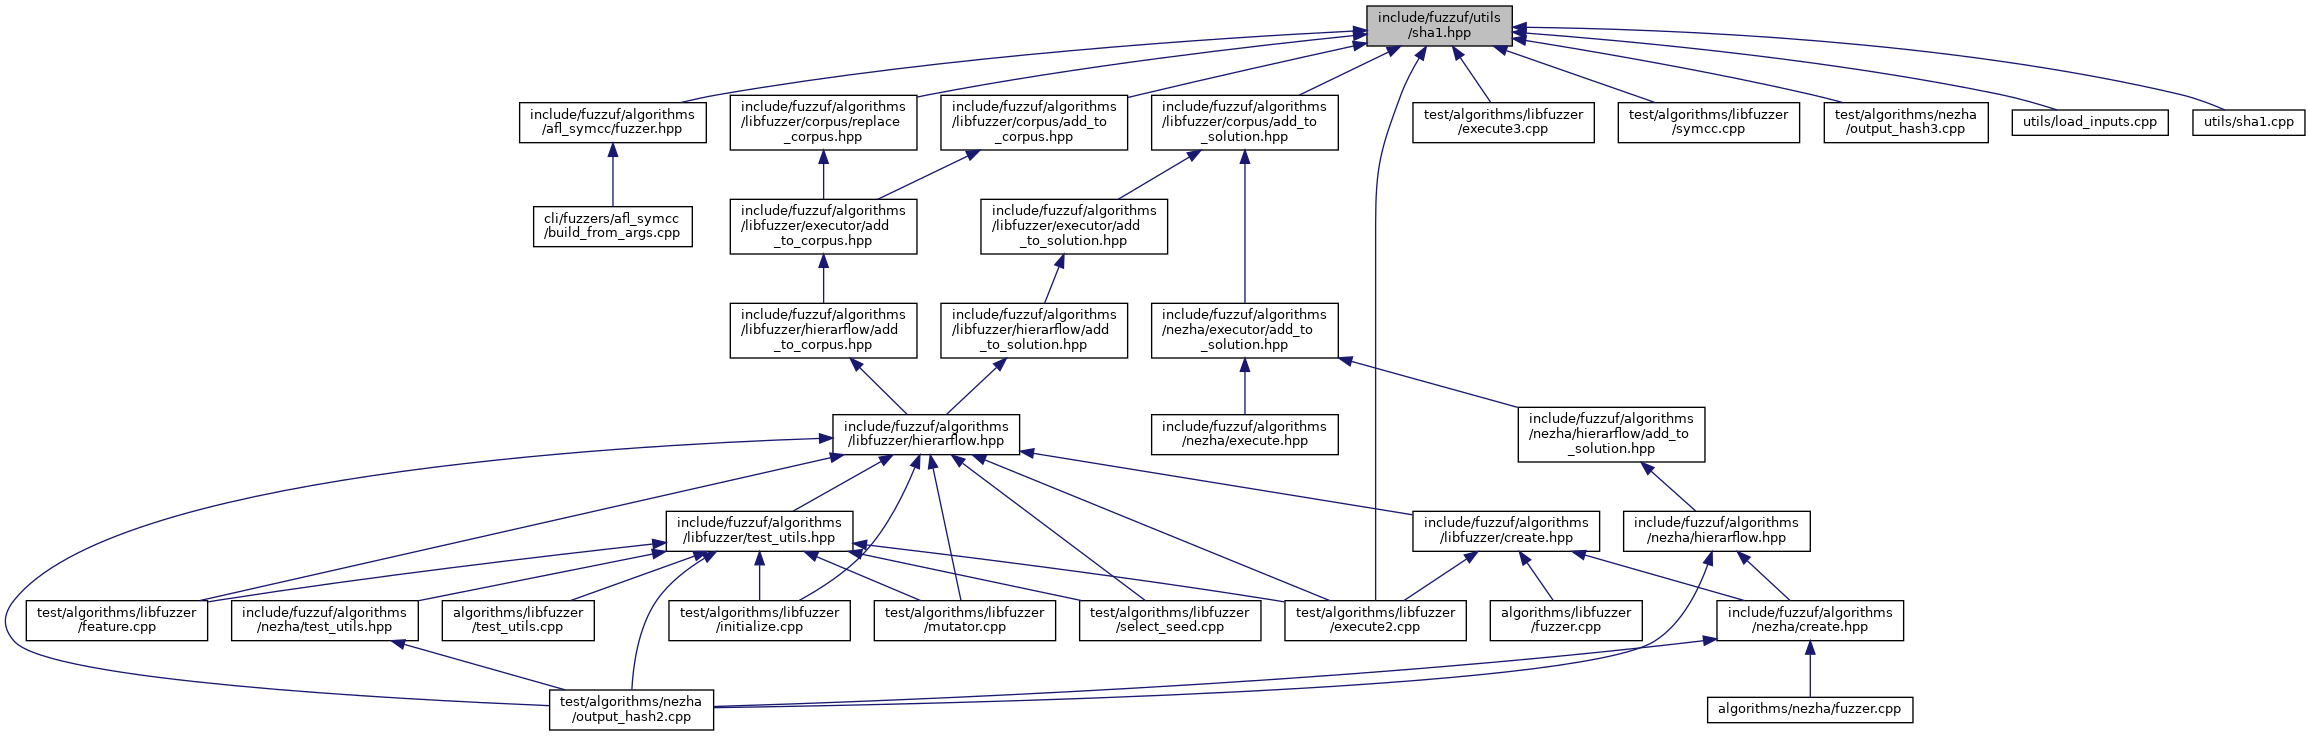 include/fuzzuf/utils
/sha1.hpp
include/fuzzuf/algorithms
/afl_symcc/fuzzer.hpp
include/fuzzuf/algorithms
/libfuzzer/corpus/replace
_corpus.hpp
include/fuzzuf/algorithms
/libfuzzer/corpus/add_to
_corpus.hpp
include/fuzzuf/algorithms
/libfuzzer/corpus/add_to
_solution.hpp
test/algorithms/libfuzzer
/execute3.cpp
test/algorithms/libfuzzer
/symcc.cpp
test/algorithms/nezha
/output_hash3.cpp
utils/load_inputs.cpp
utils/sha1.cpp
cli/fuzzers/afl_symcc
/build_from_args.cpp
include/fuzzuf/algorithms
/libfuzzer/executor/add
_to_corpus.hpp
include/fuzzuf/algorithms
/libfuzzer/executor/add
_to_solution.hpp
include/fuzzuf/algorithms
/libfuzzer/hierarflow/add
_to_corpus.hpp
include/fuzzuf/algorithms
/libfuzzer/hierarflow/add
_to_solution.hpp
include/fuzzuf/algorithms
/nezha/executor/add_to
_solution.hpp
include/fuzzuf/algorithms
/libfuzzer/hierarflow.hpp
include/fuzzuf/algorithms
/nezha/execute.hpp
include/fuzzuf/algorithms
/nezha/hierarflow/add_to
_solution.hpp
include/fuzzuf/algorithms
/libfuzzer/test_utils.hpp
include/fuzzuf/algorithms
/libfuzzer/create.hpp
include/fuzzuf/algorithms
/nezha/hierarflow.hpp
test/algorithms/libfuzzer
/feature.cpp
include/fuzzuf/algorithms
/nezha/test_utils.hpp
algorithms/libfuzzer
/test_utils.cpp
test/algorithms/libfuzzer
/initialize.cpp
test/algorithms/libfuzzer
/mutator.cpp
test/algorithms/libfuzzer
/select_seed.cpp
test/algorithms/libfuzzer
/execute2.cpp
algorithms/libfuzzer
/fuzzer.cpp
include/fuzzuf/algorithms
/nezha/create.hpp
test/algorithms/nezha
/output_hash2.cpp
algorithms/nezha/fuzzer.cpp